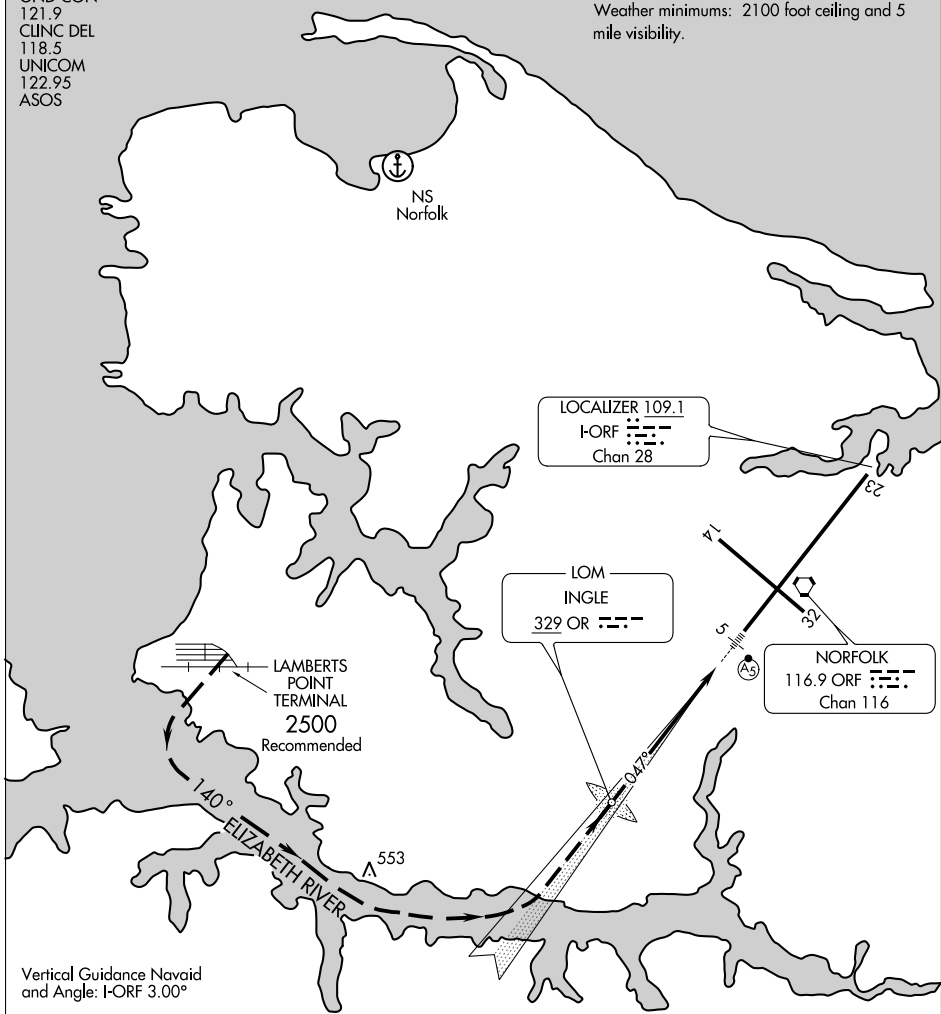 121.9
CLINC DEL
118.5
UNICOM
122.95
ASOS
Weather minimums: 2100 foot ceiling and 5
mile visibility.
NS
Norfolk
LOCALIZER 109.1
I-ORF
Chan 28
23
14
LOM
INGLE
329 OR
32
5
A5
NORFOLK
116.9 ORF
Chan 116
LAMBERTS
POINT
TERMINAL
2500
Recommended
047°
140°
ELIZABETH RIVER
553
Vertical Guidance Navaid
and Angle: I-ORF 3.00°